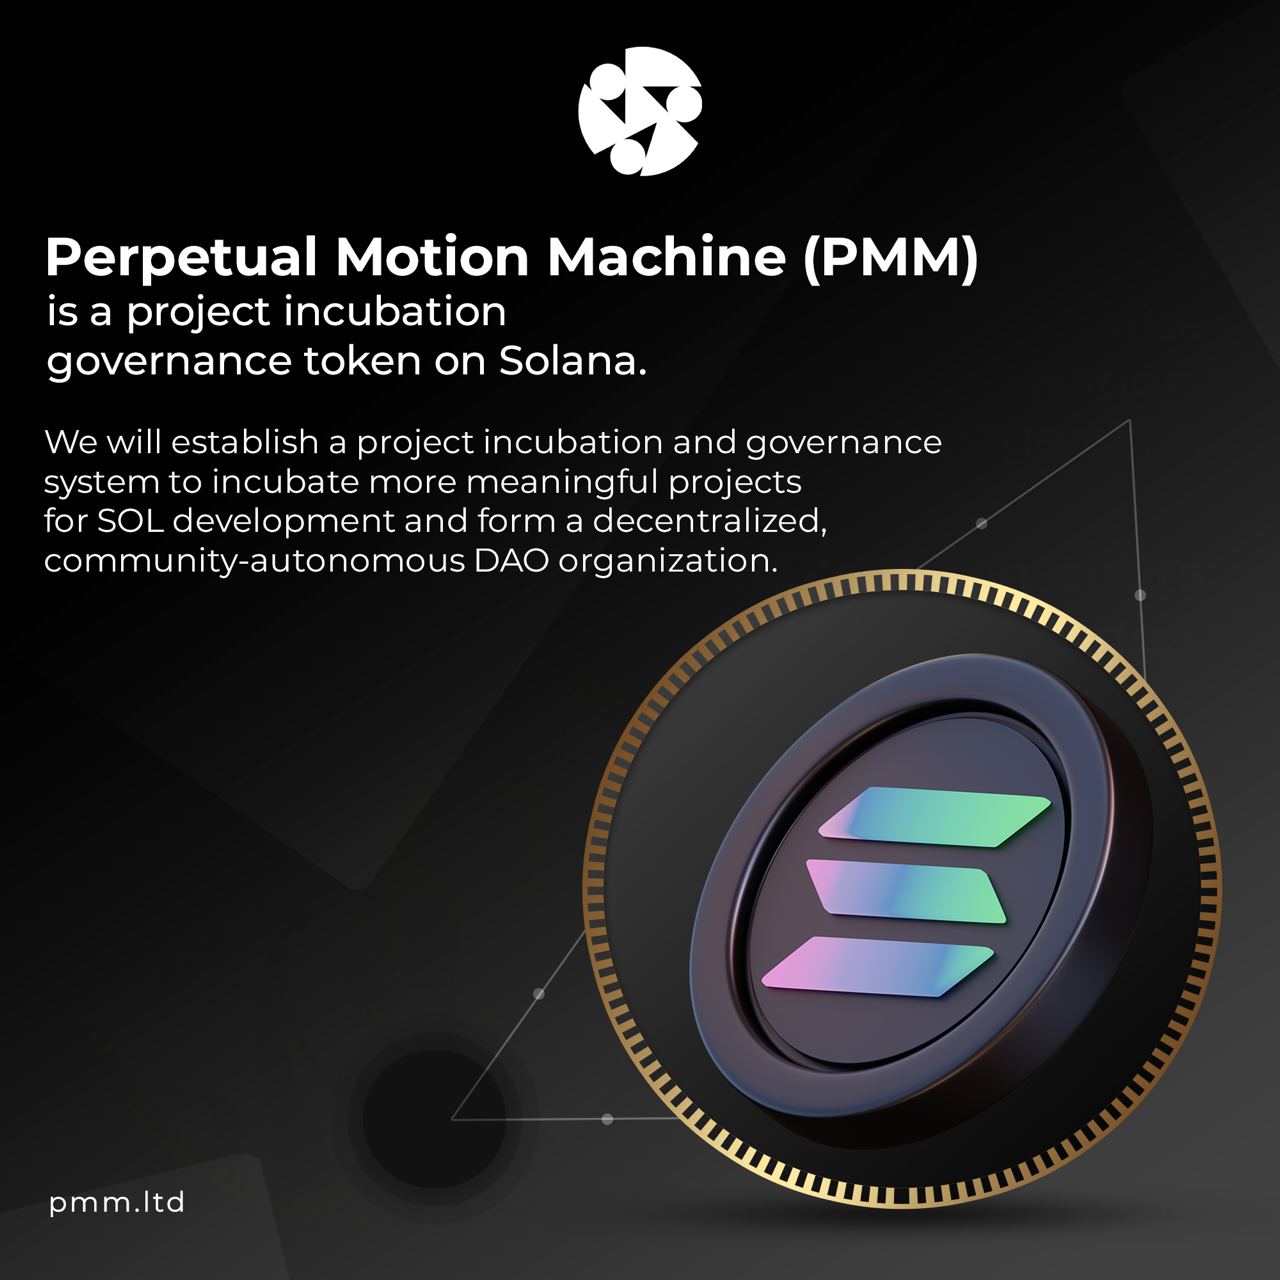 Perpetual Motion Machine (PMM)
is a project incubation
governance token on Solana.
We will establish a project incubation and governance
system to incubate more meaningful projects
for SOL development and form a decentralized,
community-autonomous DAO organization.
pmm.ltd